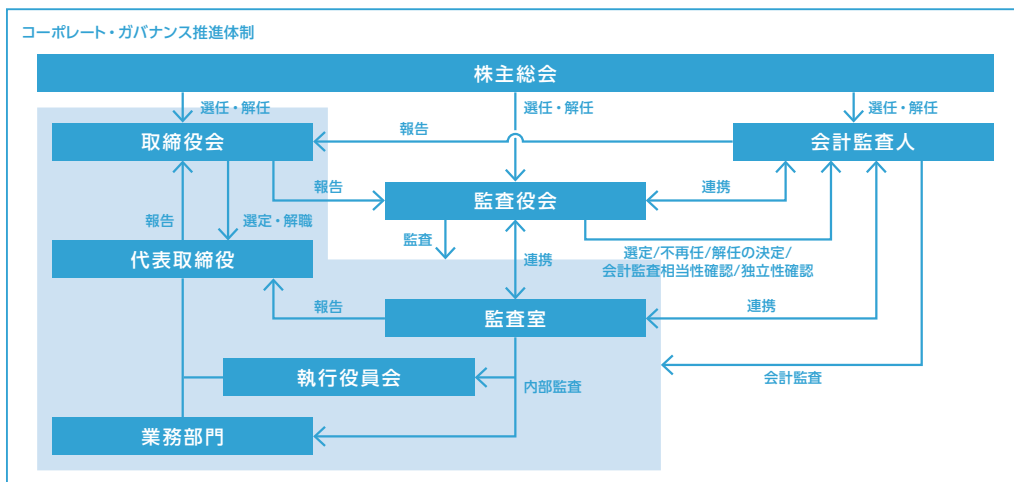 コーポレート・ガバナンス推進体制
株主総会
選任・解任
選任・解任
選任・解任
取締役会
報告
会計監査人
報告
監査役会
連携
報告
選定・解職
監査
代表取締役
連携
選定/不再任/解任の決定/
会計監査相当性確認/独立性確認
報告
監査室
連携
執行役員会
内部監査
会計監査
業務部門